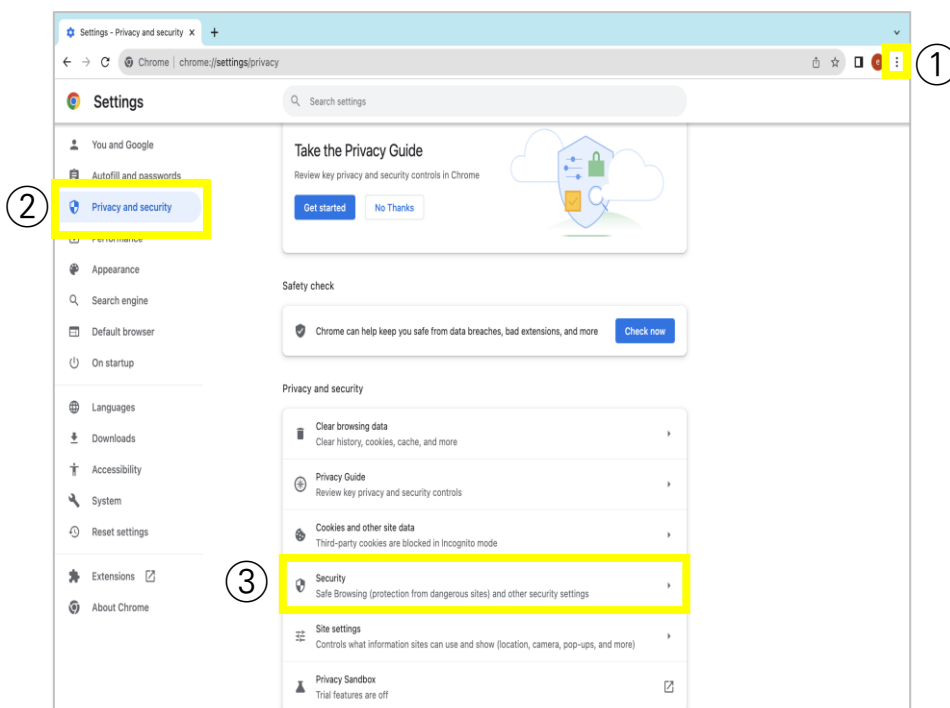 Settings - Privacy and security
Chrome | chrome://settings/privacy
e
1
Settings
Search settings
You and Google
Autofill and passwords
2
Privacy and security
Performance
Appearance
Search engine
Default browser
On startup
Languages
Downloads
Accessibility
System
Reset settings
Extensions
About Chrome
Take the Privacy Guide
Review key privacy and security controls in Chrome
Get started
No Thanks
Safety check
Chrome can help keep you safe from data breaches, bad extensions, and more
Check now
Privacy and security
Clear browsing data
Clear history, cookies, cache, and more
Privacy Guide
Review key privacy and security controls
Cookies and other site data
Third-party cookies are blocked in Incognito mode
3
Security
Safe Browsing (protection from dangerous sites) and other security settings
Site settings
Controls what information sites can use and show (location, camera, pop-ups, and more)
Privacy Sandbox
Trial features are off